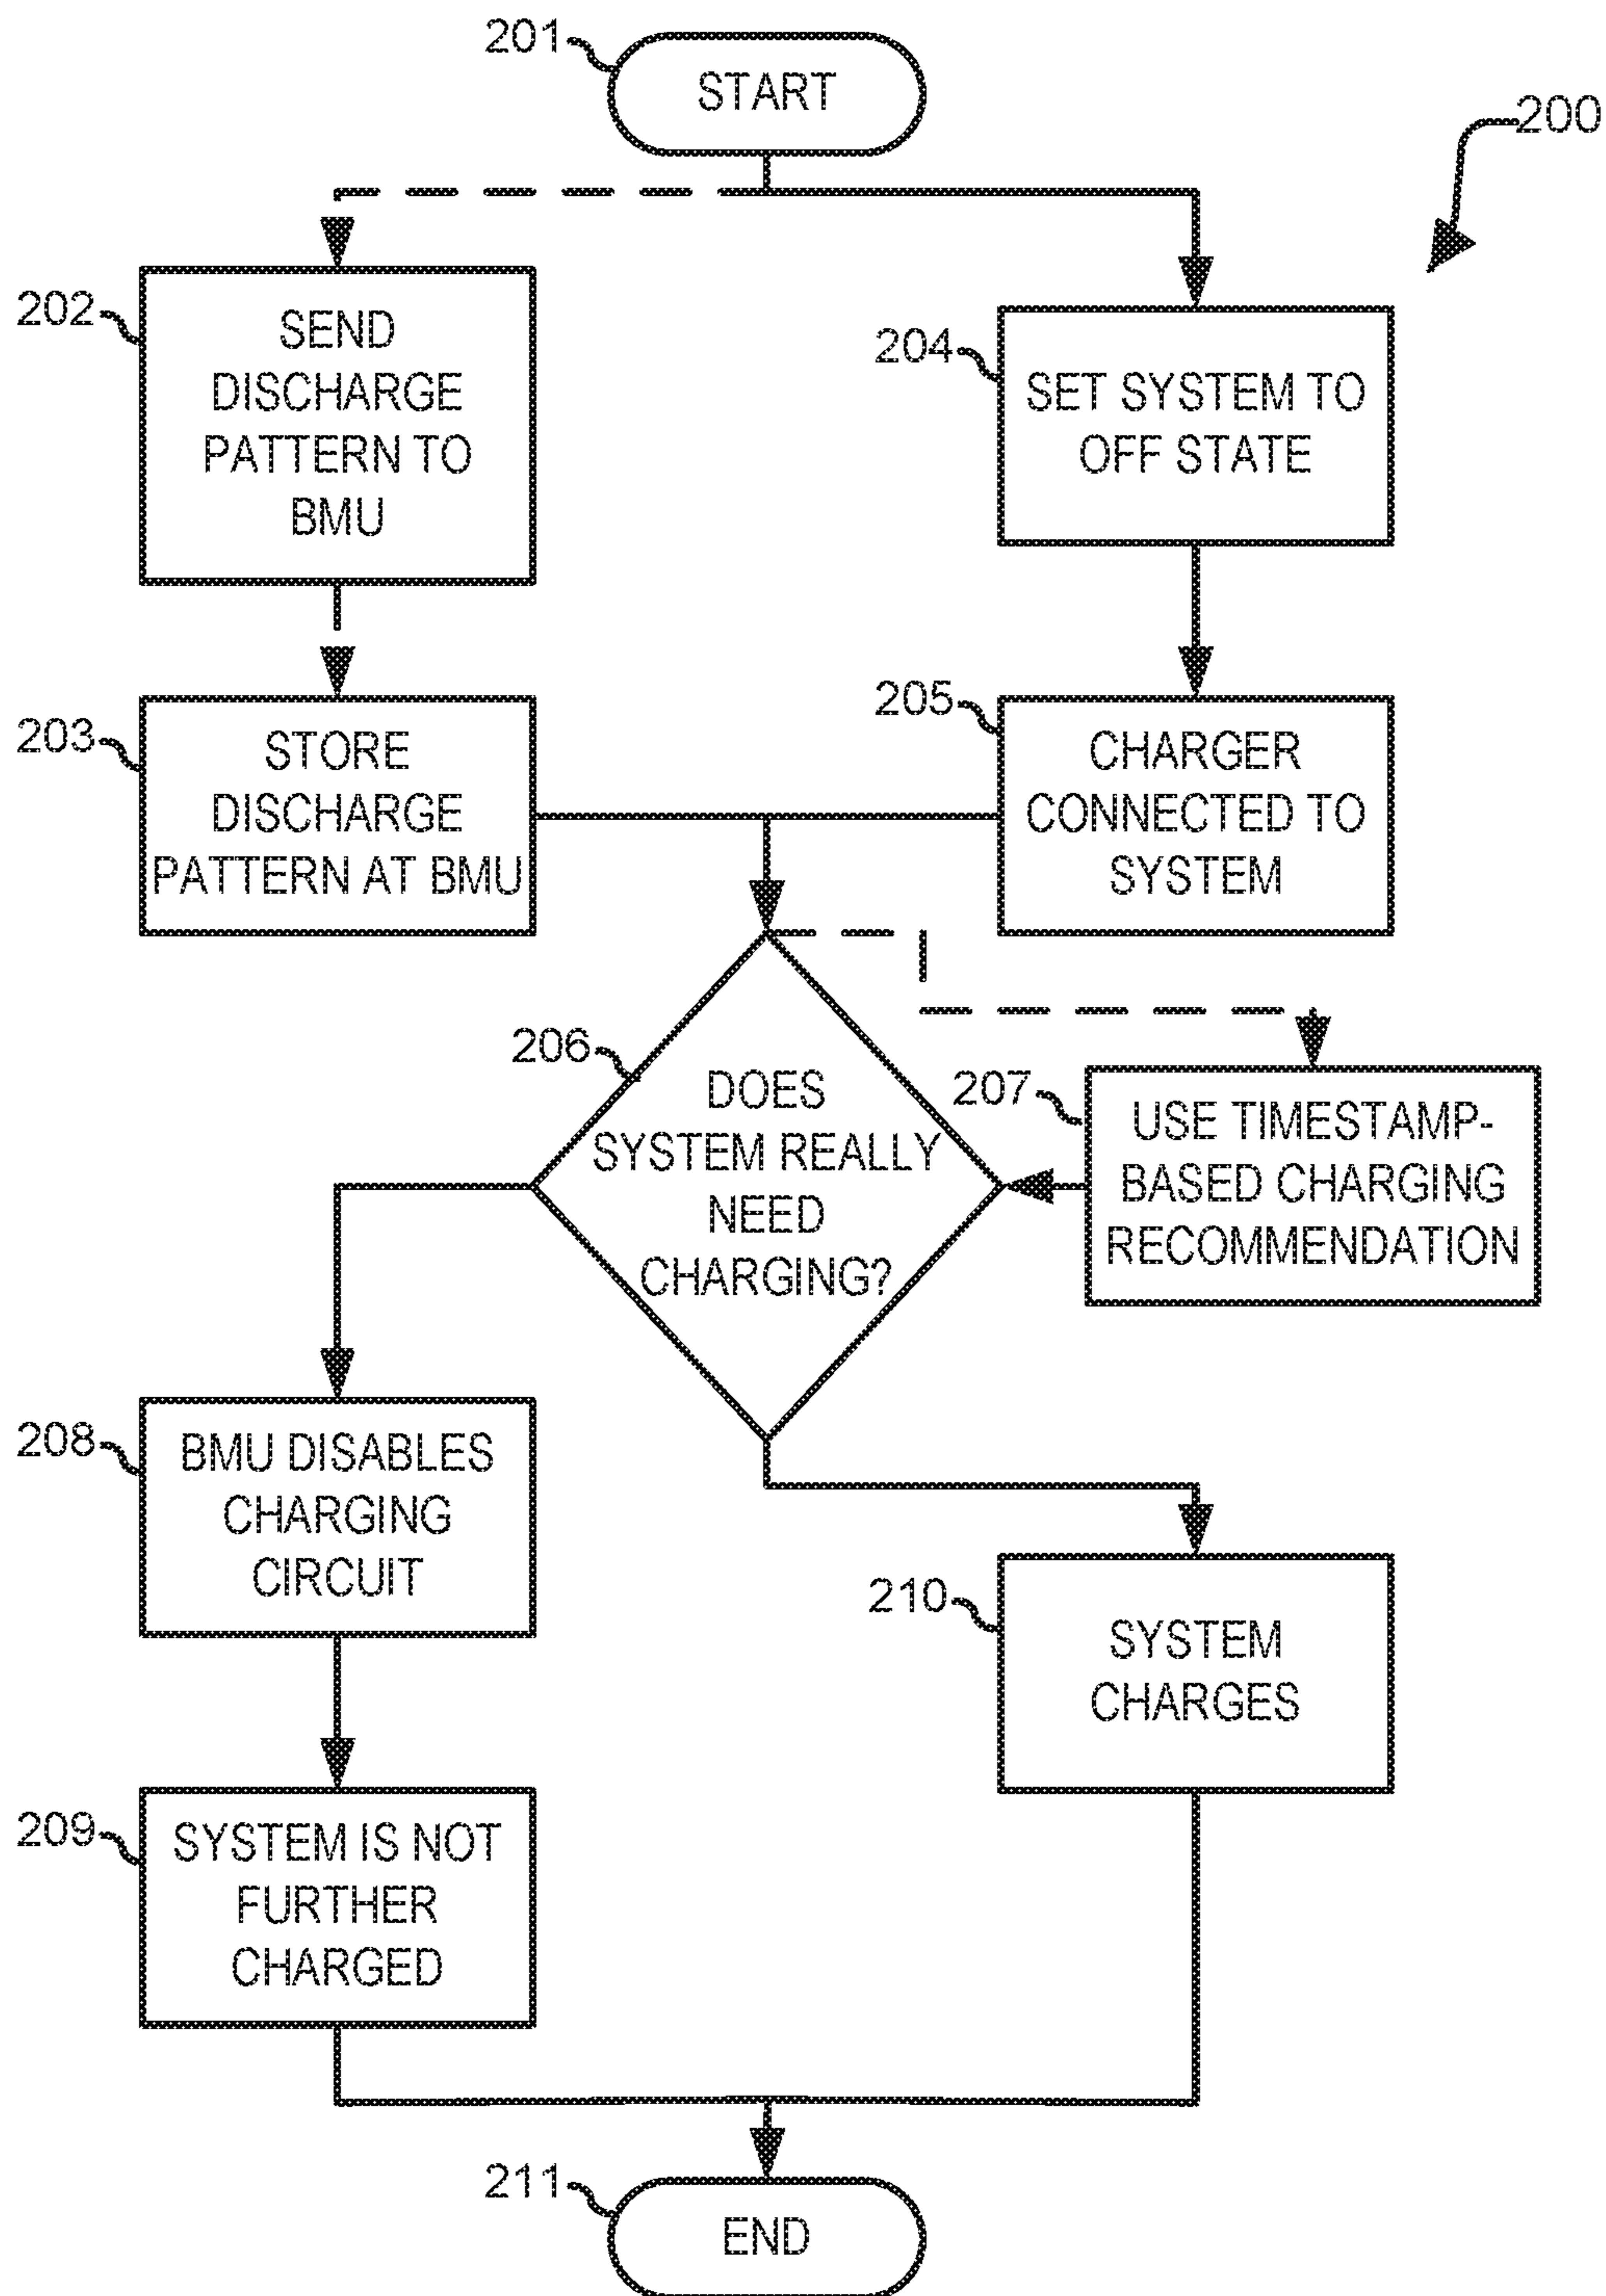 201
START
200
202
SEND
DISCHARGE
PATTERN TO
BMU
204
SET SYSTEM TO
OFF STATE
203
STORE
DISCHARGE
PATTERN AT BMU
205
CHARGER
CONNECTED TO
SYSTEM
206
DOES
SYSTEM REALLY
NEED
CHARGING?
207
USE TIMESTAMP-
BASED CHARGING
RECOMMENDATION
208
BMU DISABLES
CHARGING
CIRCUIT
210
SYSTEM
CHARGES
209
SYSTEM IS NOT
FURTHER
CHARGED
211
END